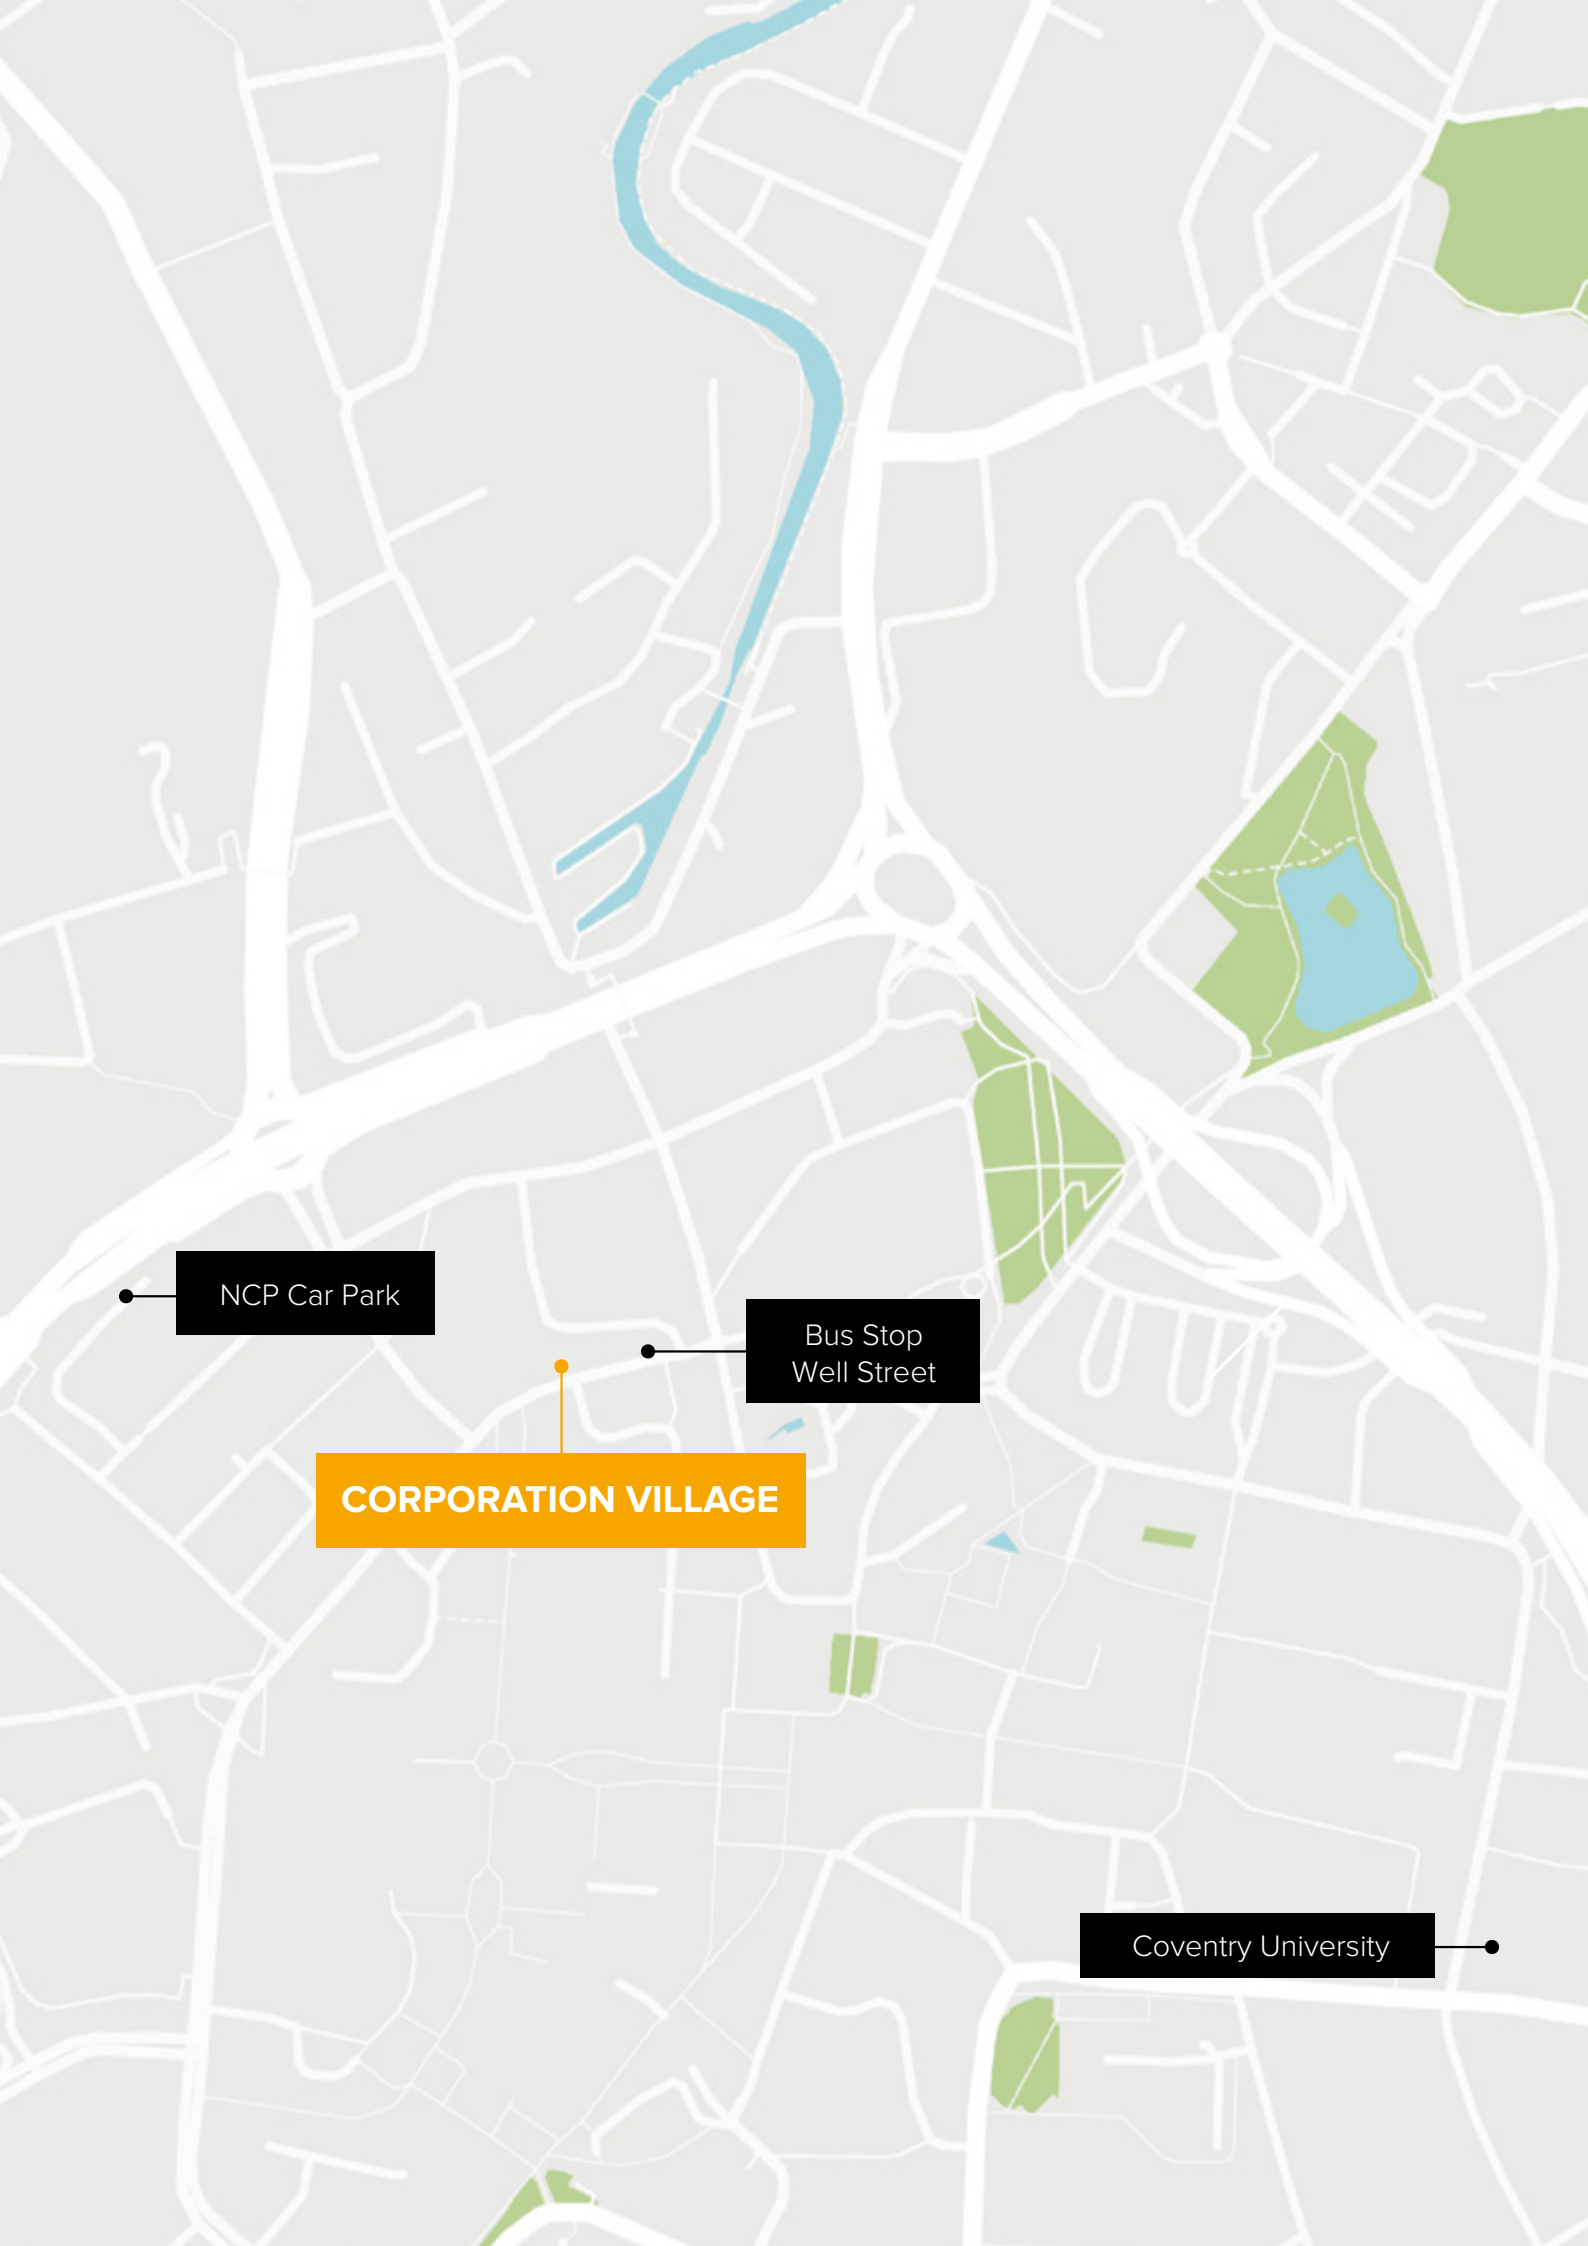 NCP Car Park
Bus Stop
Well Street
CORPORATION VILLAGE
Coventry University